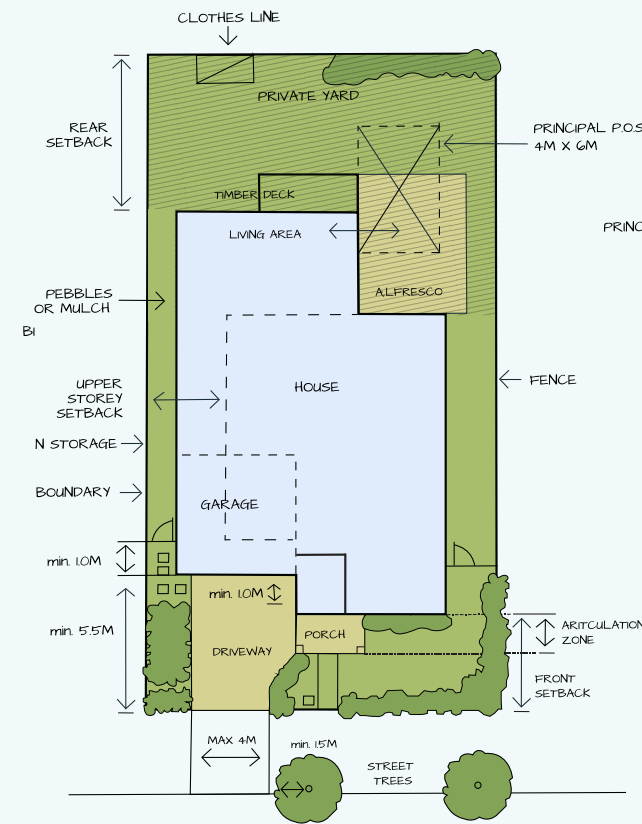 CLOTHES LINE
PRIVATE YARD
REAR
SETBACK
PRINCIPAL P.O.S
4M X 6M
TIMBER DECK
LIVING AREA
PRINC
ALFRESCO
PEBBLES
OR MULCH
BI
HOUSE
FENCE
UPPER
STOREY
SETBACK
N STORAGE
BOUNDARY
GARAGE
min. 1.0M
min. 1.0M
min. 5.5M
PORCH
ARITCULATION
ZONE
DRIVEWAY
FRONT
SETBACK
MAX 4M
min. 1.5M
STREET
TREES